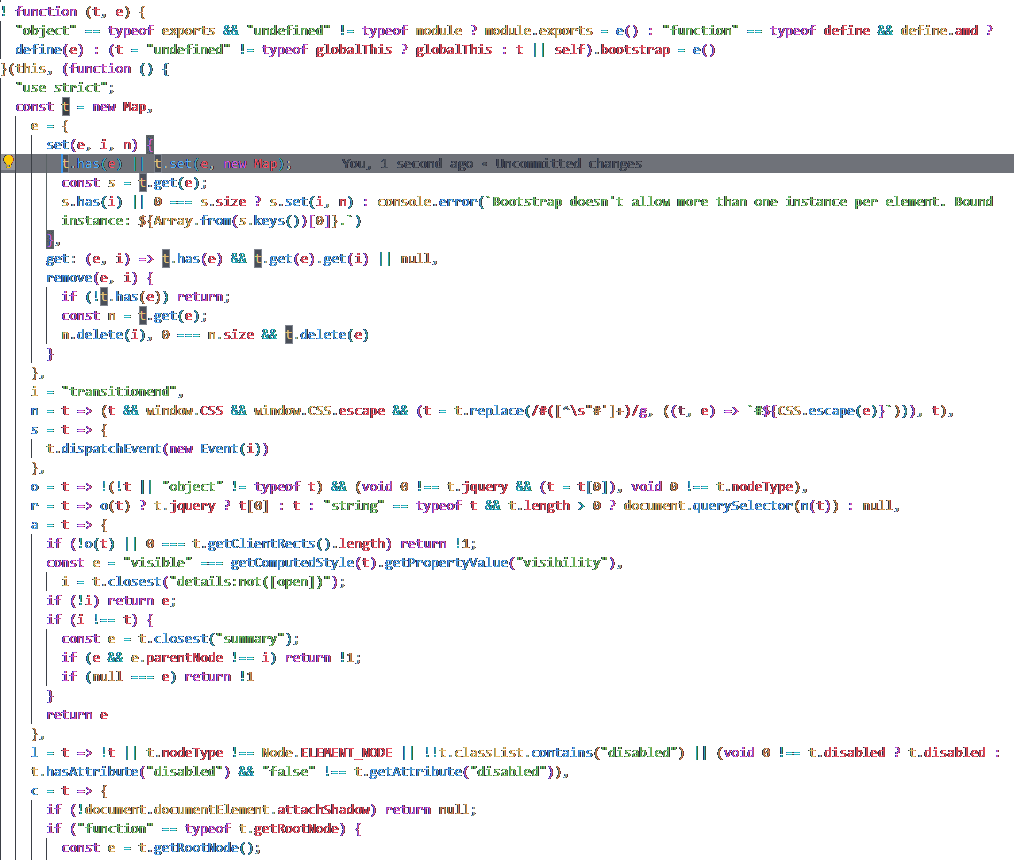 ! function (t, e) {
"object" == typeof exports && "undefined" != typeof module ? module.exports = e() : "function" == typeof define && define.amd ?
define(e) : (t = "undefined" != typeof globalThis ? globalThis : t || self).bootstrap = e()
}(this, (function () {
"use strict";
const t = new Map,
e = {
set(e, i, n) {
t.has(e) || t.set(e, new Map); You, 1 second ago • Uncommitted changes
const s = t.get(e);
s.has(i) || 0 === s.size ? s.set(i, n) : console.error(`Bootstrap doesn't allow more than one instance per element. Bound
instance: ${Array.from(s.keys())[0]}.`)
},
get: (e, i) => t.has(e) && t.get(e).get(i) || null,
remove(e, i) {
if (!t.has(e)) return;
const n = t.get(e);
n.delete(i), 0 === n.size && t.delete(e)
}
},
i = "transitionend",
n = t => (t && window.CSS && window.CSS.escape && (t = t.replace(/#([^\s"#']+)/g, ((t, e) => `#${CSS.escape(e)}`))), t),
s = t => {
t.dispatchEvent(new Event(i))
},
o = t => !(!t || "object" != typeof t) && (void 0 !== t.jquery && (t = t[0]), void 0 !== t.nodeType),
r = t => o(t) ? t.jquery ? t[0] : t : "string" == typeof t && t.length > 0 ? document.querySelector(n(t)) : null,
a = t => {
if (!o(t) || 0 === t.getClientRects().length) return !1;
const e = "visible" === getComputedStyle(t).getPropertyValue("visibility"),
i = t.closest("details:not([open])");
if (!i) return e;
if (i !== t) {
const e = t.closest("summary");
if (e && e.parentNode !== i) return !1;
if (null === e) return !1
}
return e
},
l = t => !t || t.nodeType !== Node.ELEMENT_NODE || !!t.classList.contains("disabled") || (void 0 !== t.disabled ? t.disabled :
t.hasAttribute("disabled") && "false" !== t.getAttribute("disabled")),
c = t => {
if (!document.documentElement.attachShadow) return null;
if ("function" == typeof t.getRootNode) {
const e = t.getRootNode();